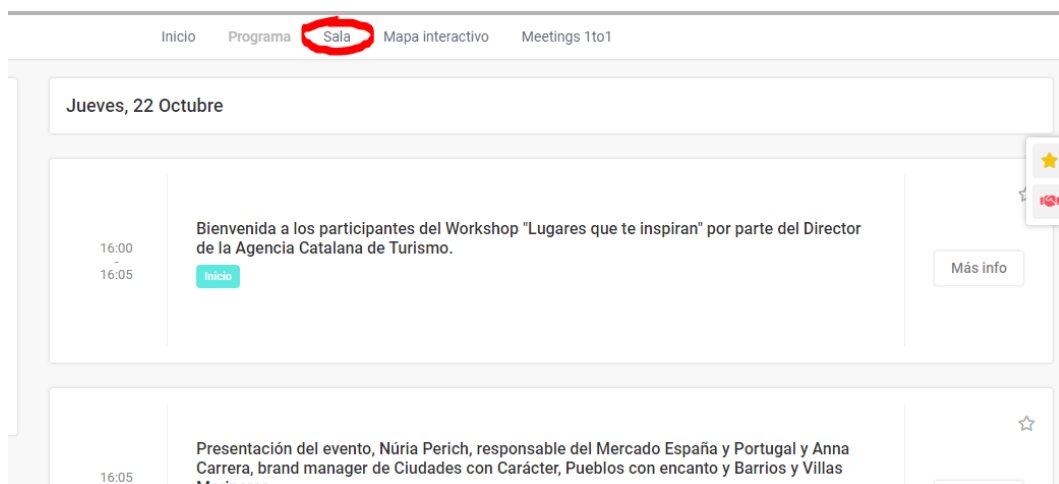 Inicio Programa Sala Mapa interactivo Meetings 1to1
Jueves, 22 Octubre
16:00
-
16:05
Bienvenida a los participantes del Workshop "Lugares que te inspiran" por parte del Director
de la Agencia Catalana de Turismo.
Inicio
Más info
16:05
Presentación del evento, Núria Perich, responsable del Mercado España y Portugal y Anna
Carrera, brand manager de Ciudades con Carácter, Pueblos con encanto y Barrios y Villas